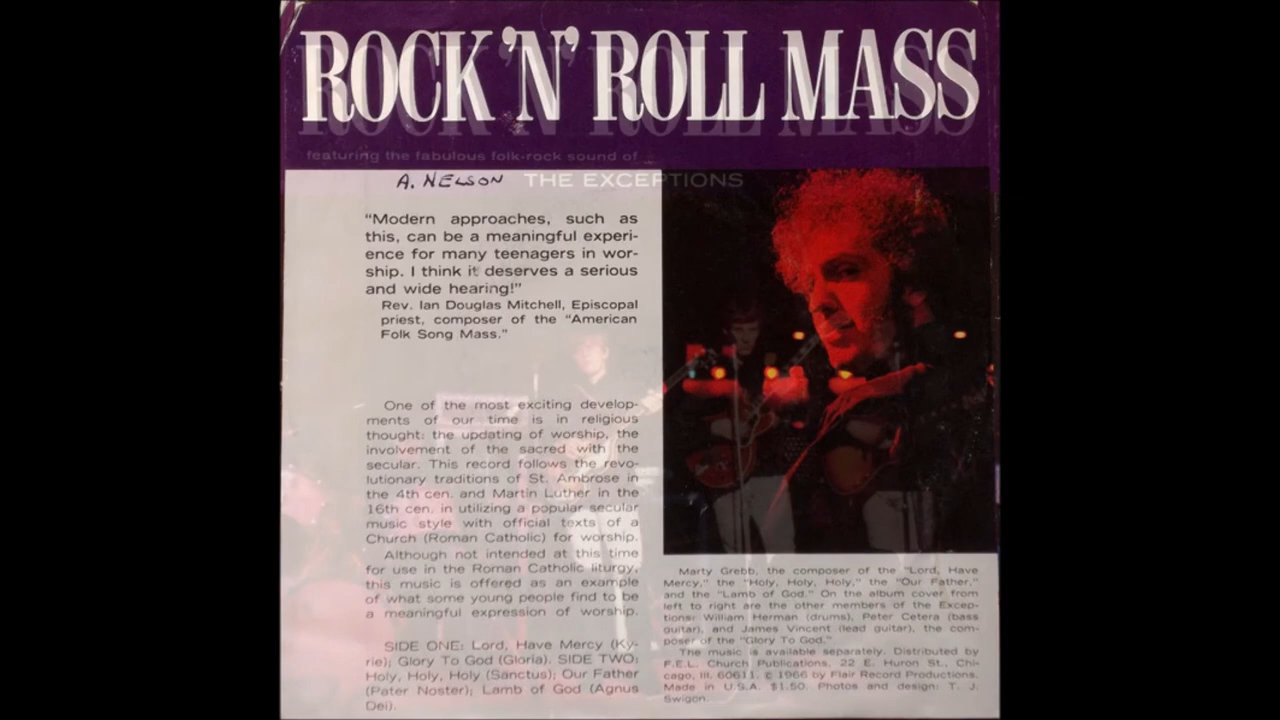 ROCK 'N' ROLL MASS
featuring the fabulous folk-rock sound of
A. NELSON
THE EXCEPTIONS
"Modern approaches, such as
this, can be a meaningful experi-
ence for many teenagers in wor-
ship. I think it deserves a serious
and wide hearing!"
Rev. Ian Douglas Mitchell, Episcopal
priest, composer of the "American
Folk Song Mass."
One of the most exciting develop-
ments of our time is in religious
thought: the updating of worship, the
involvement of the sacred with the
secular. This record follows the revo-
lutionary traditions of St. Ambrose in
the 4th cen. and Martin Luther in the
16th cen. in utilizing a popular secular
music style with official texts of a
Church (Roman Catholic) for worship.
Although not intended at this time
for use in the Roman Catholic liturgy,
this music is offered as an example
of what some young people find to be
a meaningful expression of worship.
SIDE ONE: Lord, Have Mercy (Ky-
rie); Glory To God (Gloria). SIDE TWO:
Holy, Holy, Holy (Sanctus); Our Father
(Pater Noster); Lamb of God (Agnus
Dei).
Marty Grebb, the composer of the "Lord, Have
Mercy," the "Holy, Holy, Holy," the "Our Father,"
and the "Lamb of God." On the album cover from
left to right are the other members of the Excep-
tions: William Herman (drums), Peter Cetera (bass
guitar), and James Vincent (lead guitar), the com-
poser of the "Glory To God."
The music is available separately. Distributed by
F.E.L. Church Publications, 22 E. Huron St., Chi-
cago, Ill. 60611. © 1966 by Flair Record Productions.
Made in U.S.A. $1.50. Photos and design: T. J.
Swigon.